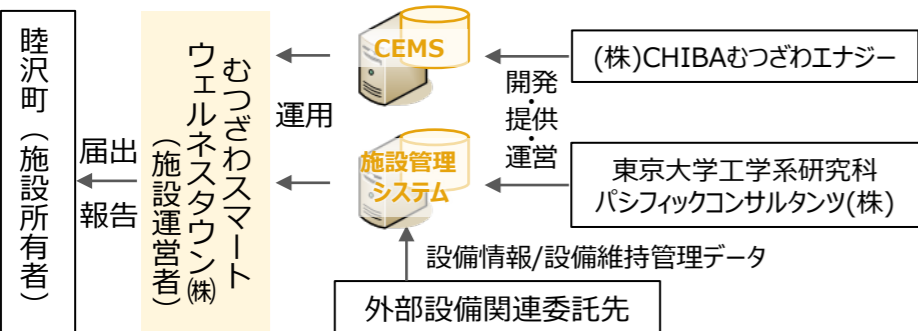 睦沢町（施設所有者）
届出
報告
むつざわスマート
ウェルネスタウン㈱
（施設運営者）
運用
CEMS
施設管理
システム
開発
・
提供
・
運営
(株)CHIBAむつざわエナジー
東京大学工学系研究科
パシフィックコンサルタンツ(株)
設備情報/設備維持管理データ
外部設備関連委託先